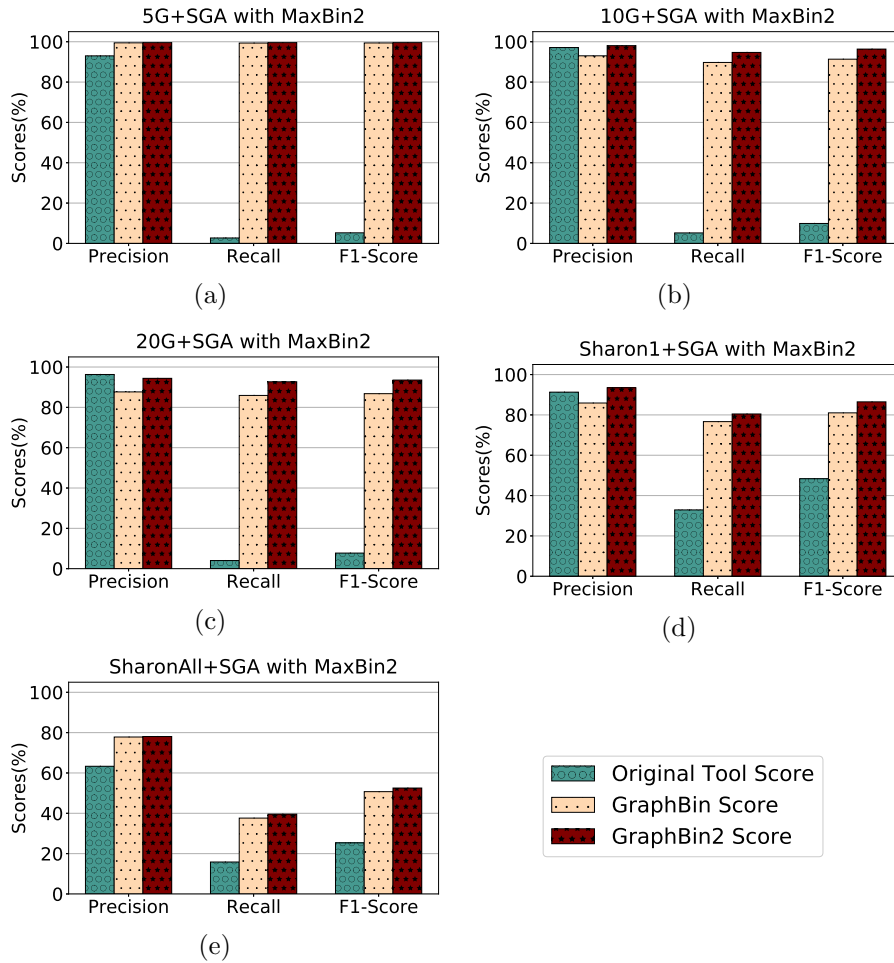 5G+SGA with MaxBin2
100
80
60
40
20
0
Scores(%)
Precision Recall F1-Score
(a)
10G+SGA with MaxBin2
100
80
60
40
20
0
Scores(%)
Precision Recall F1-Score
(b)
20G+SGA with MaxBin2
100
80
60
40
20
0
Scores(%)
Precision Recall F1-Score
(c)
Sharon1+SGA with MaxBin2
100
80
60
40
20
0
Scores(%)
Precision Recall F1-Score
(d)
SharonAll+SGA with MaxBin2
100
80
60
40
20
0
Scores(%)
Precision Recall F1-Score
(e)
Original Tool Score
GraphBin Score
GraphBin2 Score